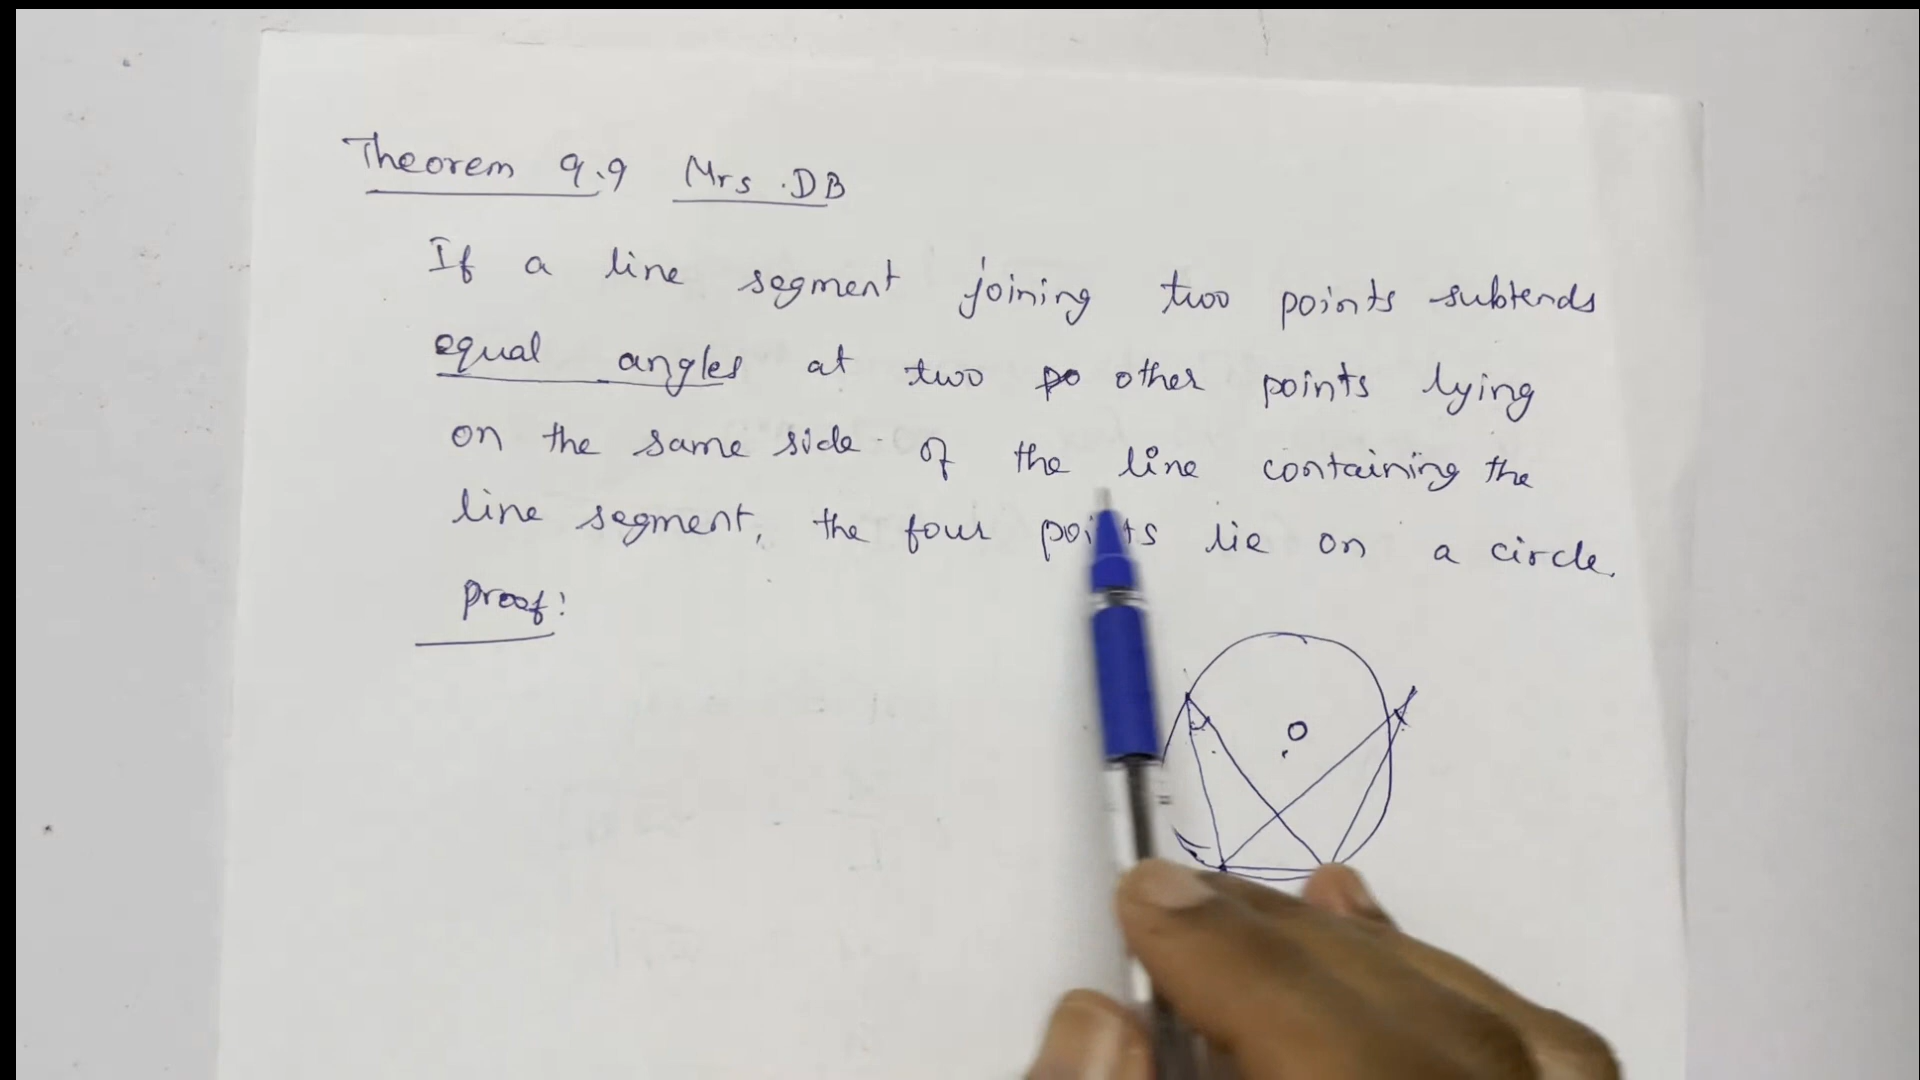 Theorem 9.9 Mrs.DB
If a line segment joining two points subtends
equal angles at two other points lying
on the same side of the line containing the
line segment, the four points lie on a circle.
Proof:
O